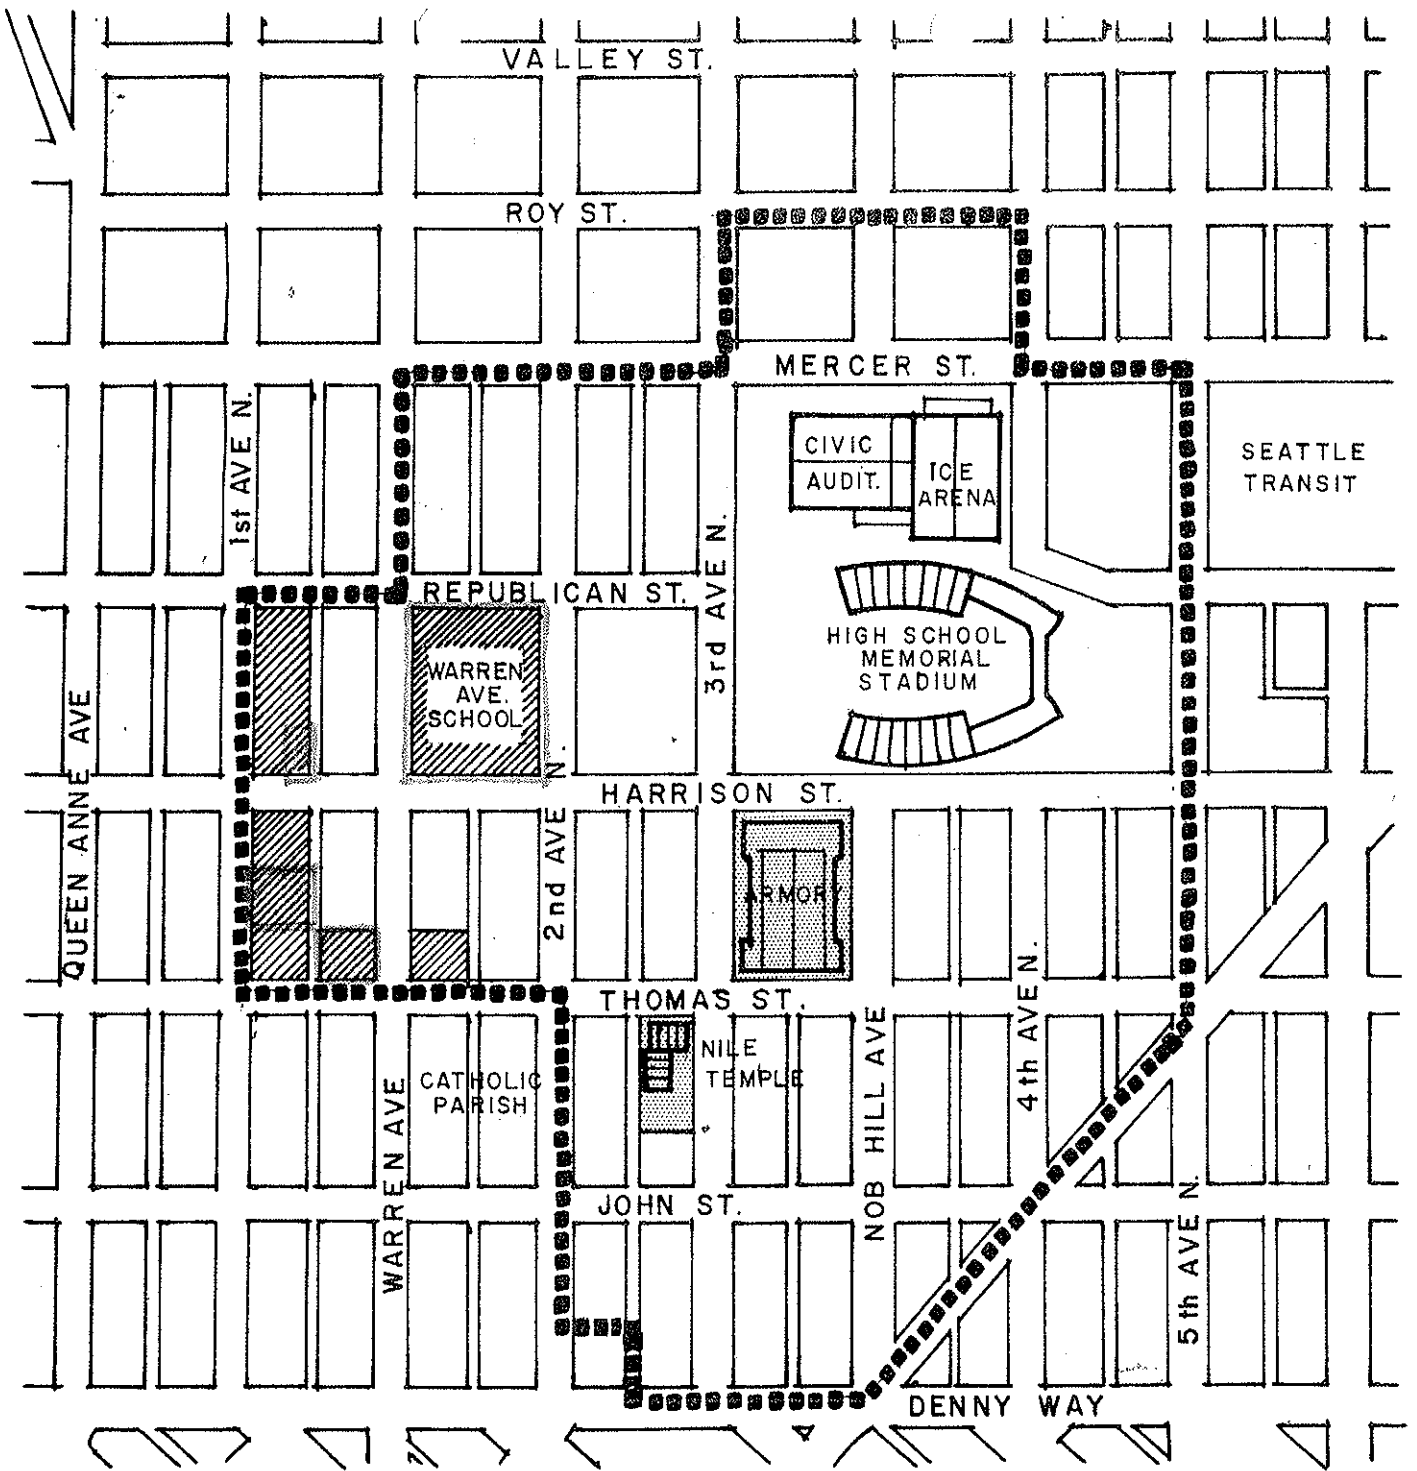 VALLEY ST.
ROY ST.
MERCER ST.
1st AVE N.
CIVIC
AUDIT.
ICE
ARENA
SEATTLE
TRANSIT
3rd AVE N.
REPUBLICAN ST.
HIGH SCHOOL
MEMORIAL
STADIUM
WARREN
AVE.
SCHOOL
QUEEN ANNE AVE
2nd AVE N.
HARRISON ST.
ARMORY
THOMAS ST.
NILE
TEMPLE
CATHOLIC
PARISH
WARREN AVE
NOB HILL AVE
4th AVE N.
JOHN ST.
5th AVE N.
DENNY WAY